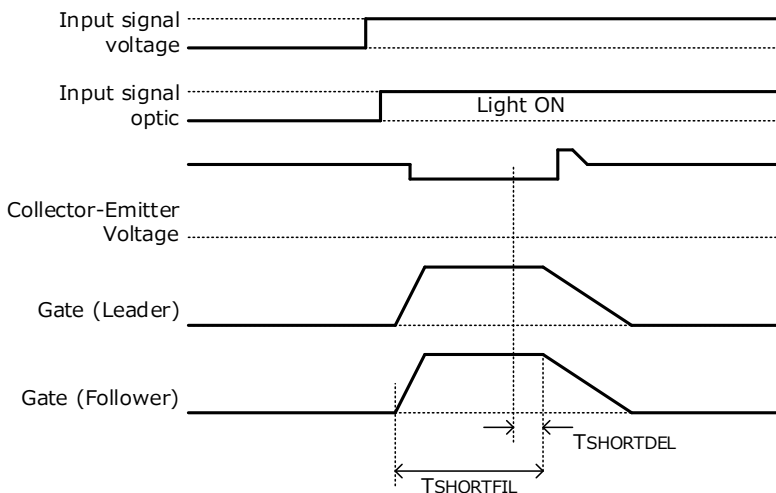 Input signal
voltage
Input signal
optic
Light ON
Collector-Emitter
Voltage
Gate (Leader)
Gate (Follower)
TSHORTDEL
TSHORTFIL